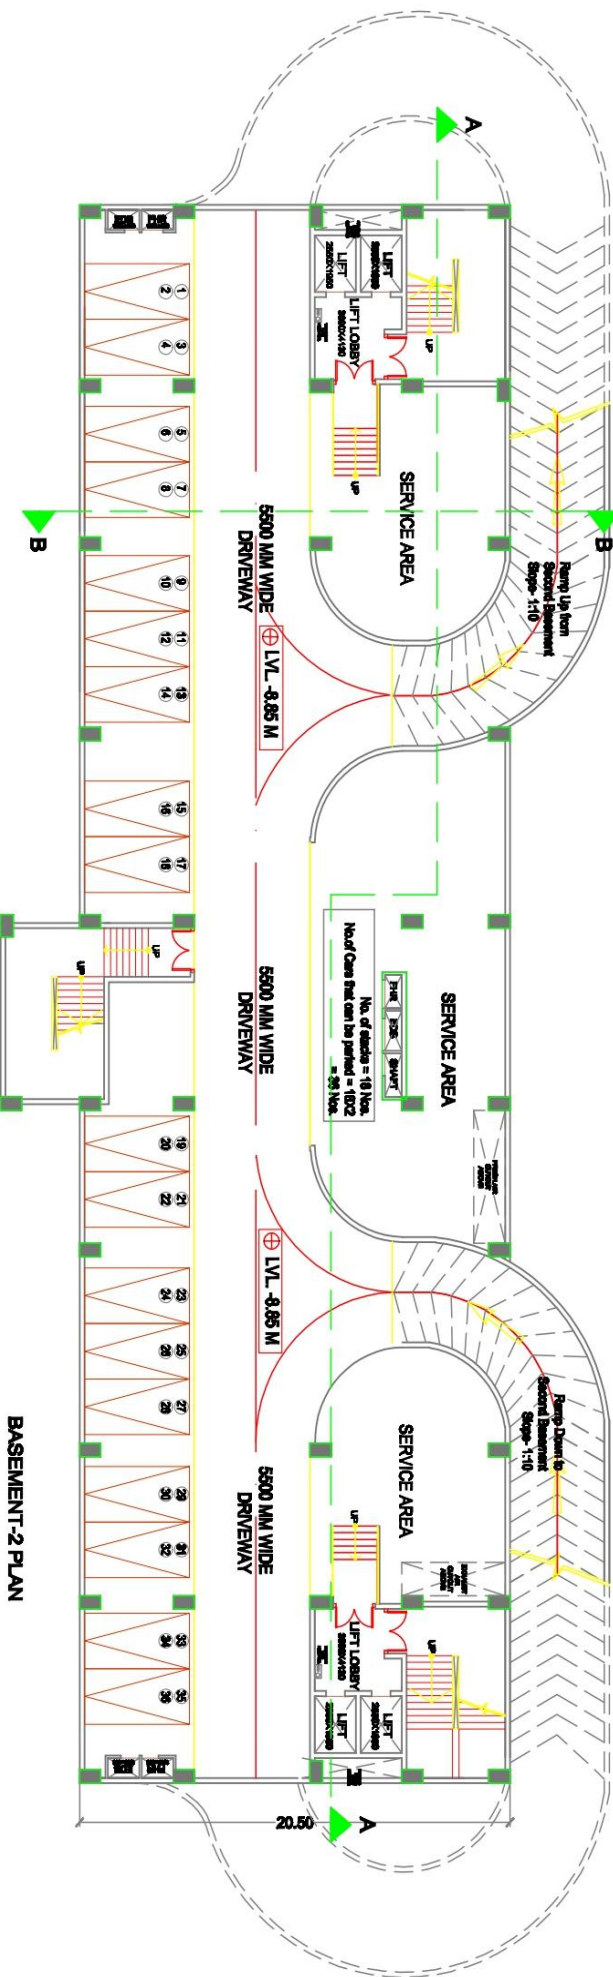 A
LIFT
2550X1950
LIFT
LIFT LOBBY
UP
UP
1
2
3
4
5
6
7
8
9
10
11
12
13
14
15
16
17
18
SERVICE AREA
B
B
5500 MM WIDE
DRIVEWAY
LVL. -8.85 M
Ramp Up from
Second Basement
Slope- 1:10
UP
UP
5500 MM WIDE
DRIVEWAY
SERVICE AREA
No. of stacks = 18 Nos.
No.of Cars that can be parked = 18X2
= 36 Nos.
FHR
FDB
SHAFT
19
20
21
22
23
24
25
26
27
28
29
30
31
32
33
34
35
36
LVL. -8.85 M
Ramp Down to
Second Basement
Slope- 1:10
SERVICE AREA
5500 MM WIDE
DRIVEWAY
UP
UP
LIFT LOBBY
LIFT
LIFT
20.50
A
BASEMENT-2 PLAN